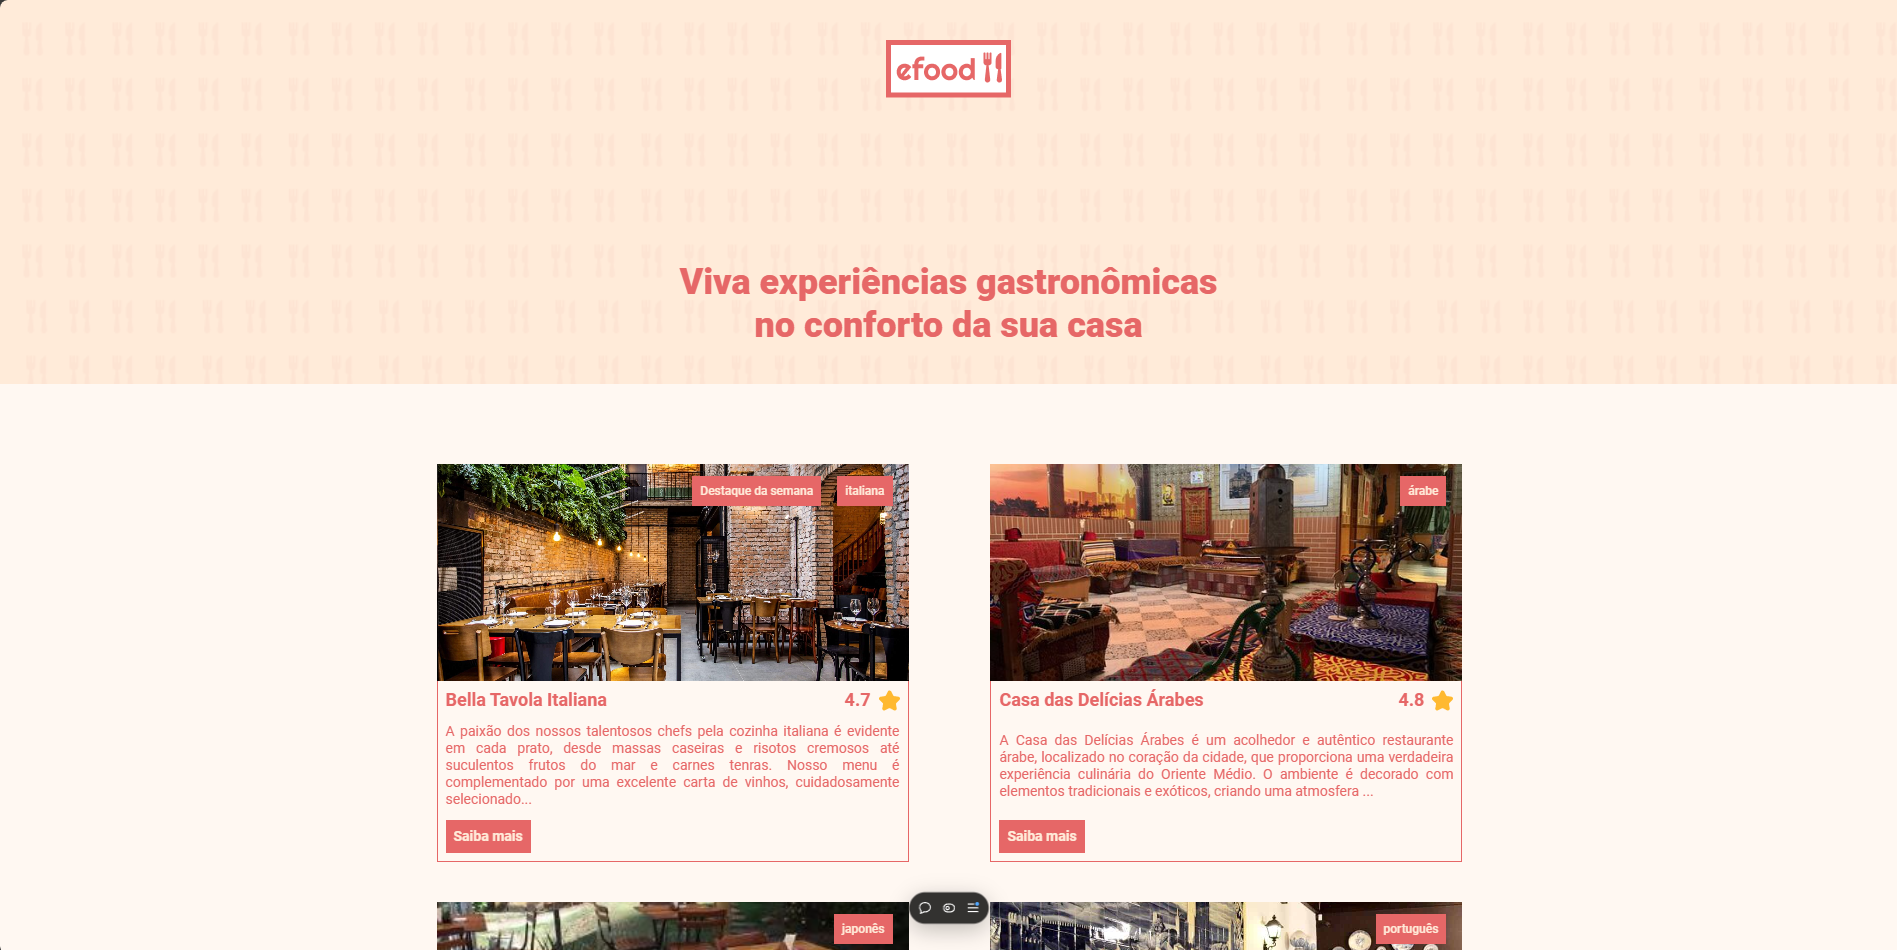 efood
Viva experiências gastronômicas
no conforto da sua casa
Destaque da semana
italiana
Bella Tavola Italiana
4.7
A paixão dos nossos talentosos chefs pela cozinha italiana é evidente
em cada prato, desde massas caseiras e risotos cremosos até
suculentos frutos do mar e carnes tenras. Nosso menu é
complementado por uma excelente carta de vinhos, cuidadosamente
selecionado...
Saiba mais
árabe
Casa das Delícias Árabes
4.8
A Casa das Delícias Árabes é um acolhedor e autêntico restaurante
árabe, localizado no coração da cidade, que proporciona uma verdadeira
experiência culinária do Oriente Médio. O ambiente é decorado com
elementos tradicionais e exóticos, criando uma atmosfera ...
Saiba mais
japonês
português